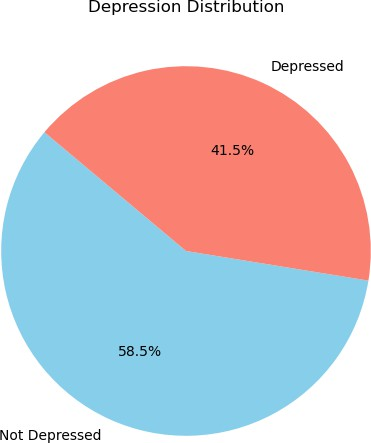 Depression Distribution
Depressed
41.5%
58.5%
Not Depressed